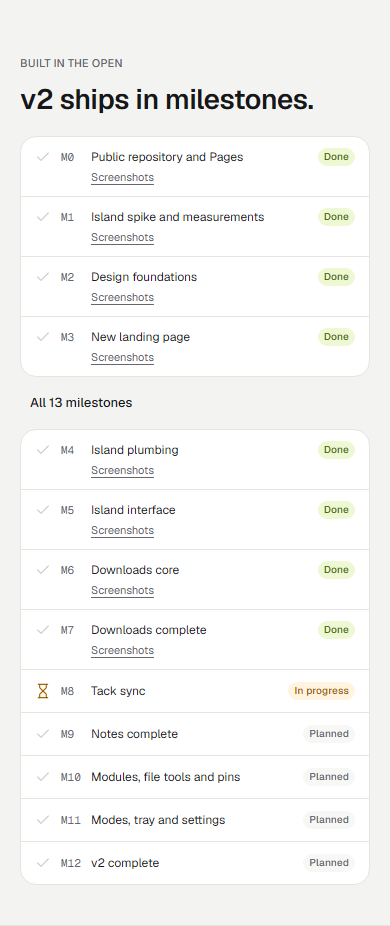 BUILT IN THE OPEN
v2 ships in milestones.
M0 Public repository and Pages Done
Screenshots
M1 Island spike and measurements Done
Screenshots
M2 Design foundations Done
Screenshots
M3 New landing page Done
Screenshots
All 13 milestones
M4 Island plumbing Done
Screenshots
M5 Island interface Done
Screenshots
M6 Downloads core Done
Screenshots
M7 Downloads complete Done
Screenshots
M8 Tack sync In progress
M9 Notes complete Planned
M10 Modules, file tools and pins Planned
M11 Modes, tray and settings Planned
M12 v2 complete Planned